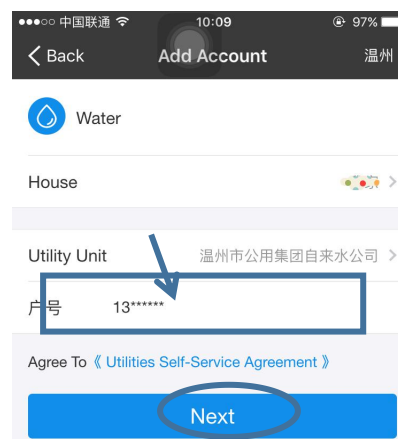 中国联通 10:09 97%
Back Add Account 温州
Water
House
Utility Unit 温州市公用集团自来水公司
户号 13******
Agree To 《 Utilities Self-Service Agreement 》
Next